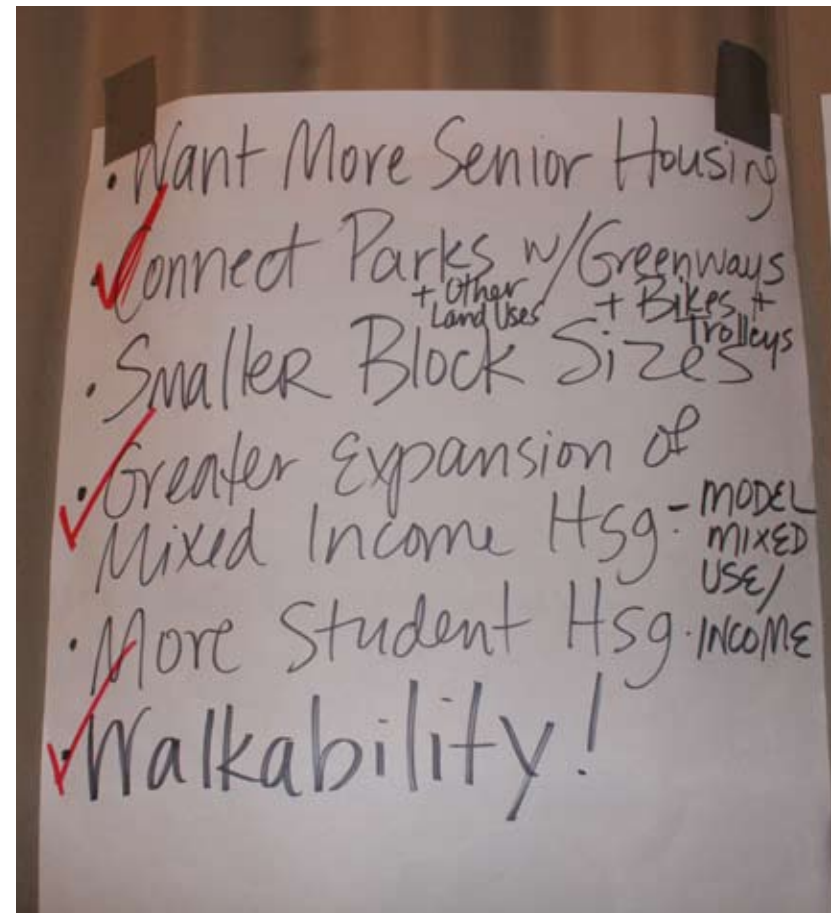 · Want More Senior Housing
· Connect Parks w/Greenways
+ Other + Bikes +
Land Uses Trolleys
· Smaller Block Sizes
· Greater Expansion of
Mixed Income Hsg - MODEL
MIXED
USE/
· More Student Hsg. INCOME
· Walkability!